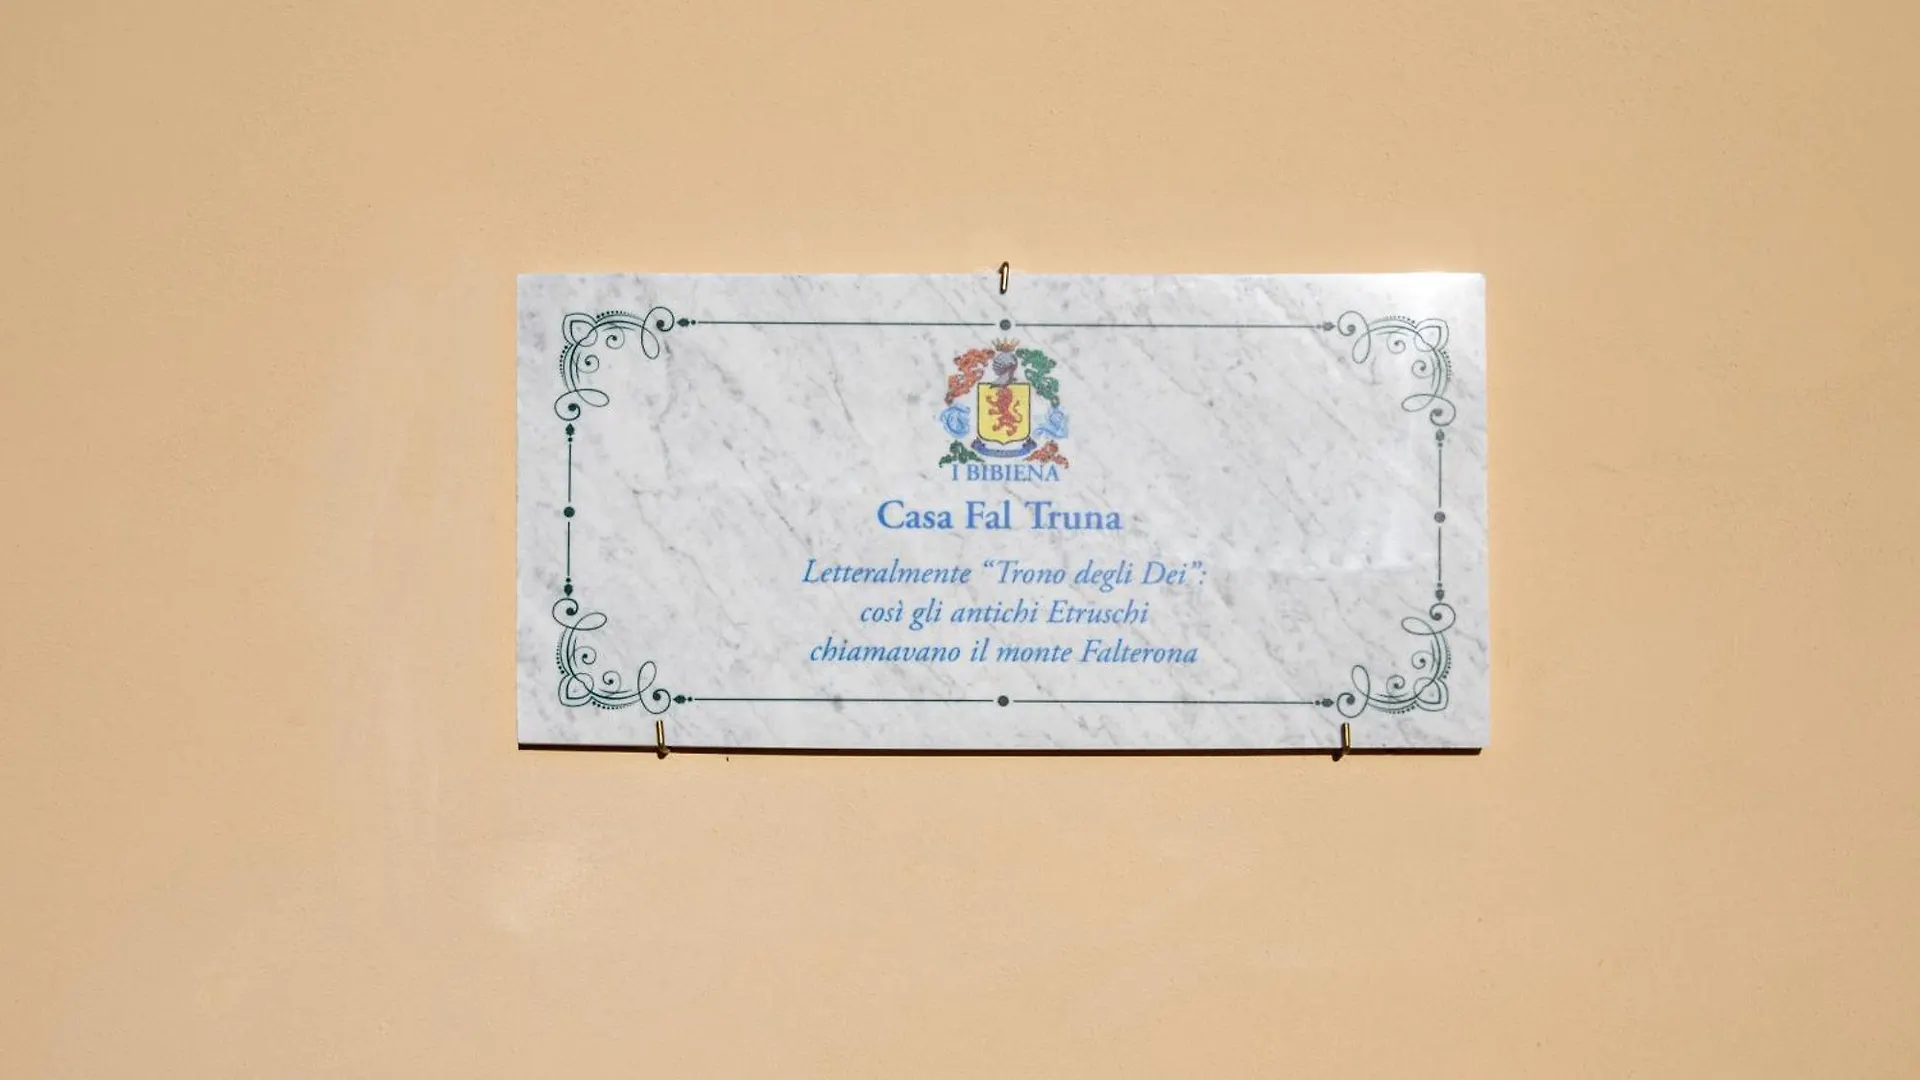 I BIBIENA
Casa Fal Truna
Letteralmente “Trono degli Dei”:
così gli antichi Etruschi
chiamavano il monte Falterona